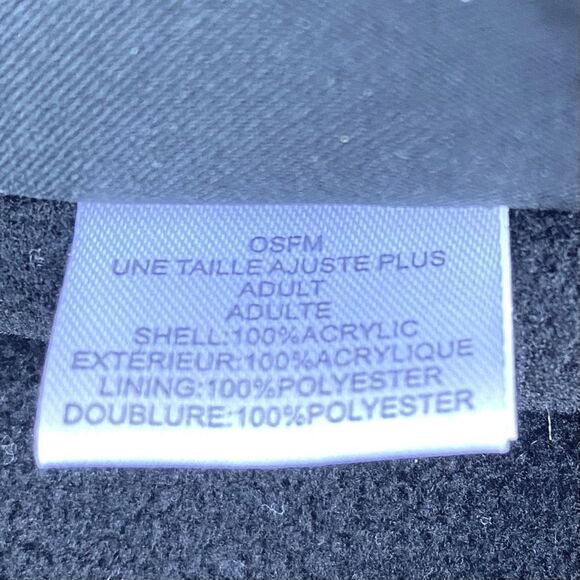 OSFM
UNE TAILLE AJUSTE PLUS
ADULT
ADULTE
SHELL:100%ACRYLIC
EXTERIEUR:100%ACRYLIQUE
LINING:100%POLYESTER
DOUBLURE:100%POLYESTER